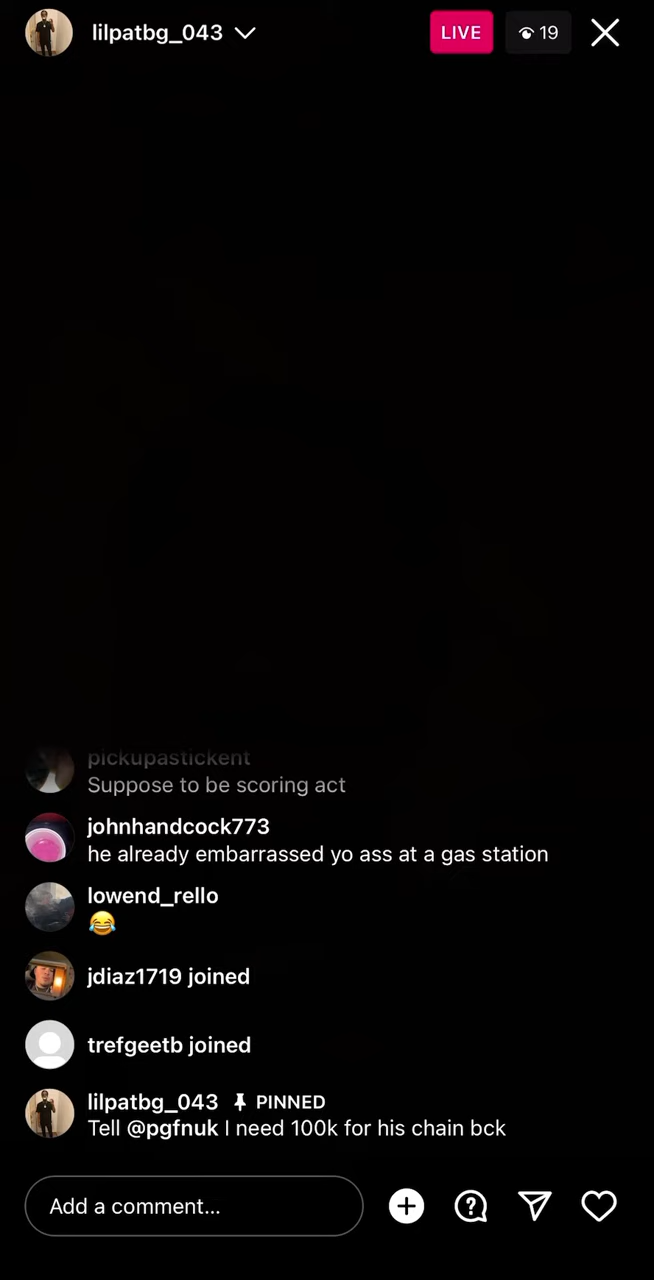 lilpatbg_043
LIVE
19
pickupastickent
Suppose to be scoring act
johnhandcock773
he already embarrassed yo ass at a gas station
lowend_rello
😂
jdiaz1719 joined
trefgeetb joined
lilpatbg_043 PINNED
Tell @pgfnuk I need 100k for his chain bck
Add a comment...